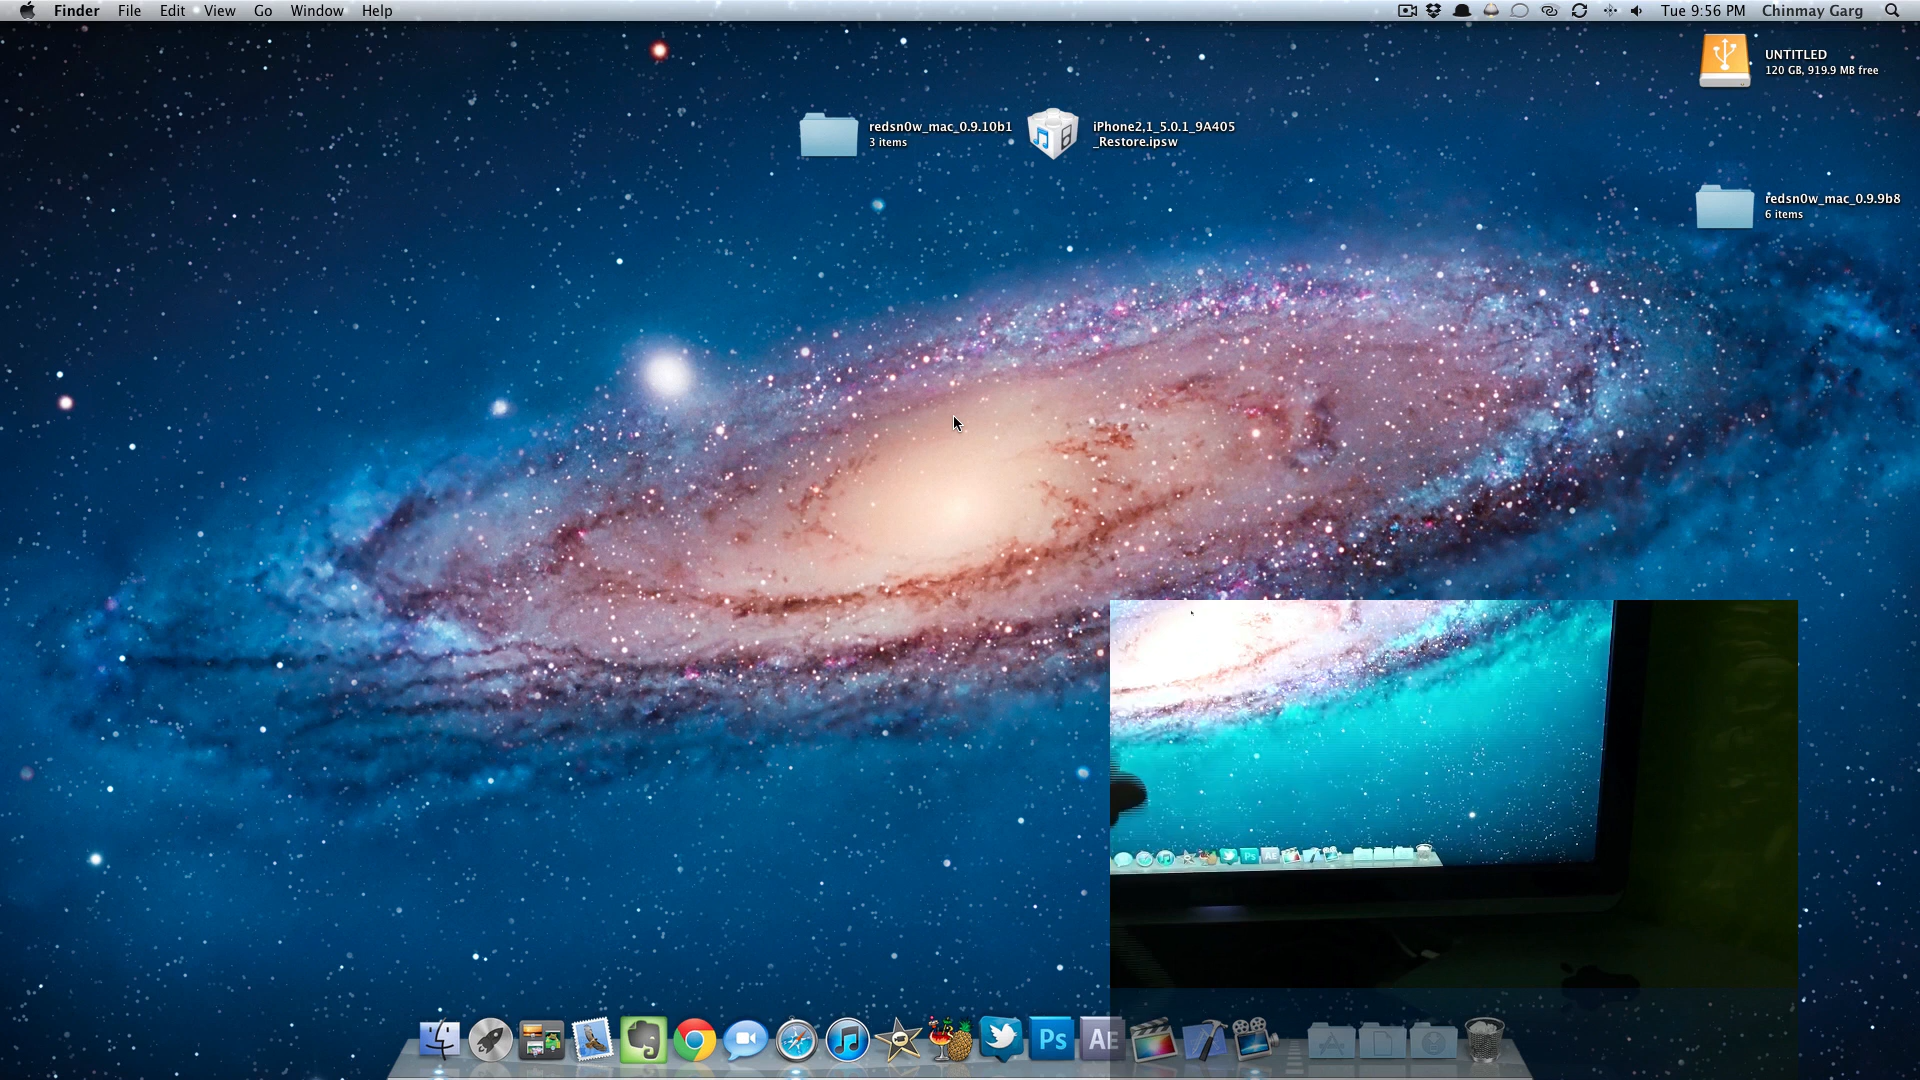 Finder File Edit View Go Window Help
Tue 9:56 PM Chinmay Garg
UNTITLED
120 GB, 919.9 MB free
redsn0w_mac_0.9.10b1
3 items
iPhone2,1_5.0.1_9A405
_Restore.ipsw
redsn0w_mac_0.9.9b8
6 items
Ps
AE
Ps
AE